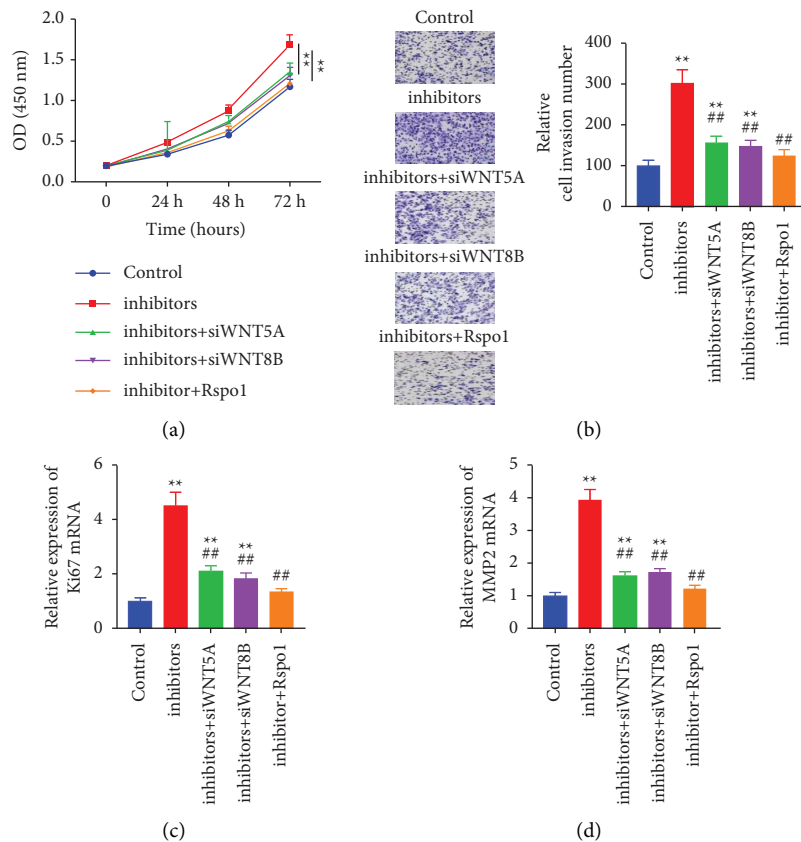 OD (450 nm)
2.0
1.5
1.0
0.5
0.0
**
**
0
24 h
48 h
72 h
Time (hours)
Control
inhibitors
inhibitors+siWNT5A
inhibitors+siWNT8B
inhibitor+Rspo1
(a)
Control
inhibitors
inhibitors+siWNT5A
inhibitors+siWNT8B
inhibitors+Rspo1
Relative
cell invasion number
400
300
200
100
0
**
**
##
**
##
##
Control
inhibitors
inhibitors+siWNT5A
inhibitors+siWNT8B
inhibitor+Rspo1
(b)
Relative expression of
Ki67 mRNA
6
4
2
0
**
**
##
**
##
##
Control
inhibitors
inhibitors+siWNT5A
inhibitors+siWNT8B
inhibitor+Rspo1
(c)
Relative expression of
MMP2 mRNA
5
4
3
2
1
0
**
**
##
**
##
##
Control
inhibitors
inhibitors+siWNT5A
inhibitors+siWNT8B
inhibitor+Rspo1
(d)